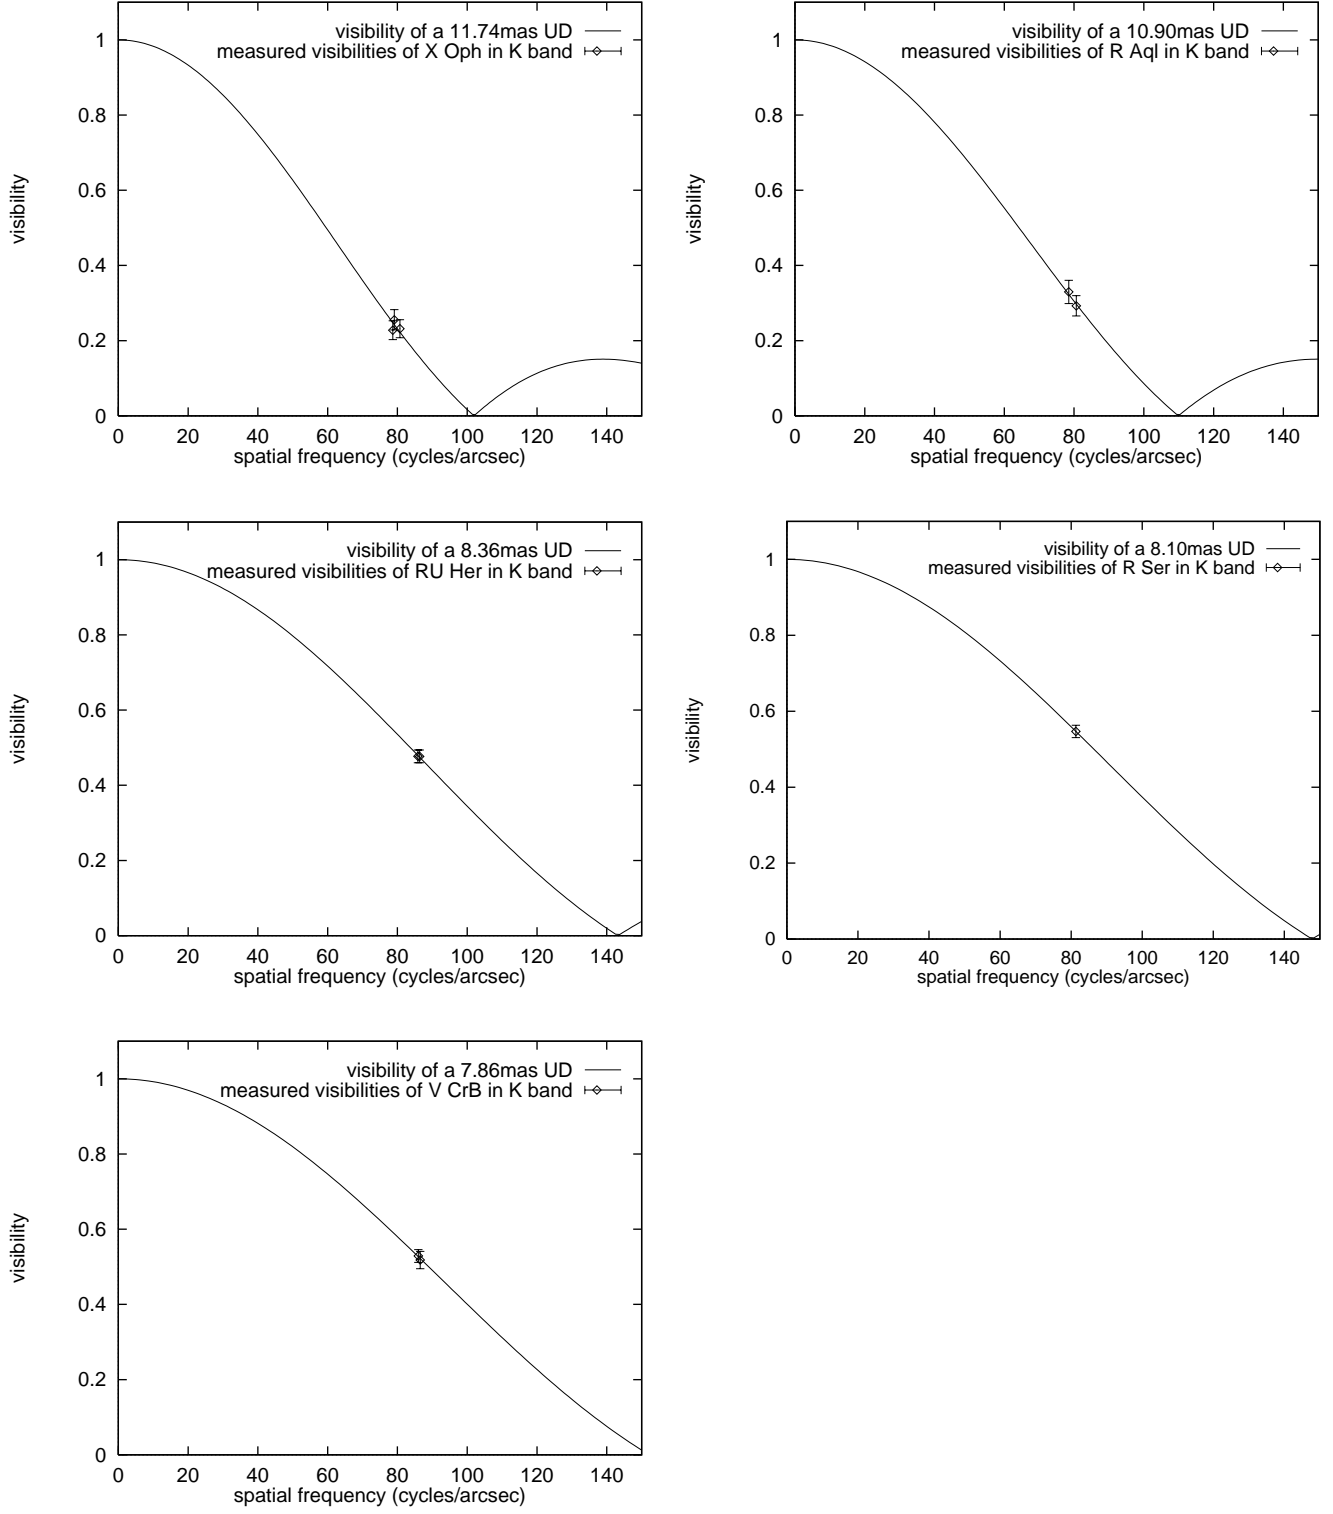 visibility of a 11.74mas UD
measured visibilities of X Oph in K band
1
0.8
0.6
0.4
0.2
0
visibility
0 20 40 60 80 100 120 140
spatial frequency (cycles/arcsec)
visibility of a 10.90mas UD
measured visibilities of R Aql in K band
1
0.8
0.6
0.4
0.2
0
visibility
0 20 40 60 80 100 120 140
spatial frequency (cycles/arcsec)
visibility of a 8.36mas UD
measured visibilities of RU Her in K band
1
0.8
0.6
0.4
0.2
0
visibility
0 20 40 60 80 100 120 140
spatial frequency (cycles/arcsec)
visibility of a 8.10mas UD
measured visibilities of R Ser in K band
1
0.8
0.6
0.4
0.2
0
visibility
0 20 40 60 80 100 120 140
spatial frequency (cycles/arcsec)
visibility of a 7.86mas UD
measured visibilities of V CrB in K band
1
0.8
0.6
0.4
0.2
0
visibility
0 20 40 60 80 100 120 140
spatial frequency (cycles/arcsec)